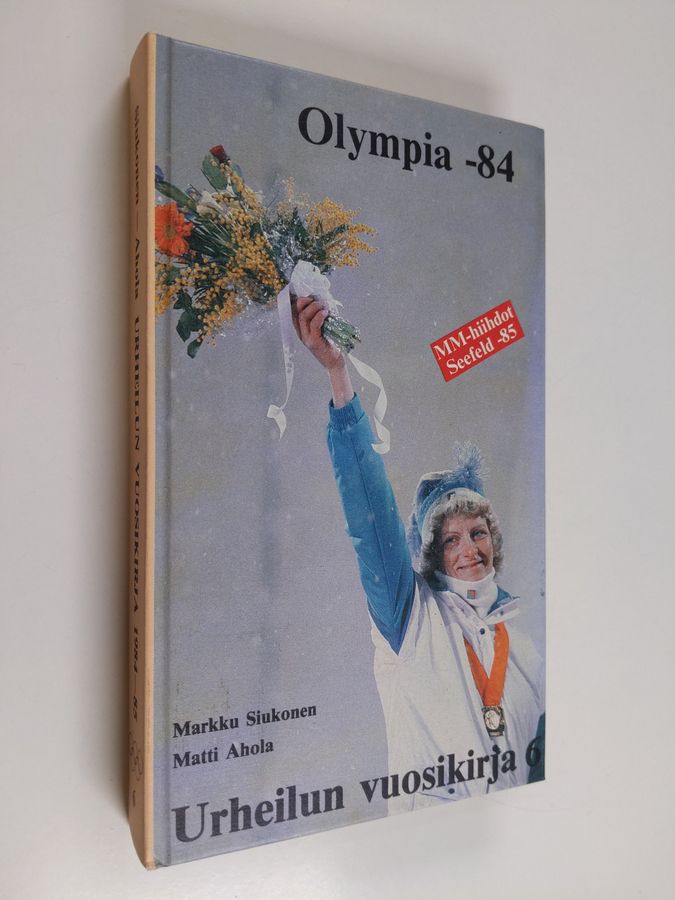 Olympia -84
MM-hiihdot
Seefeld -85
Markku Siukonen
Matti Ahola
Urheilun vuosikirja 6
Siukonen – Ahola URHEILUN VUOSIKIRJA 1984 - 85